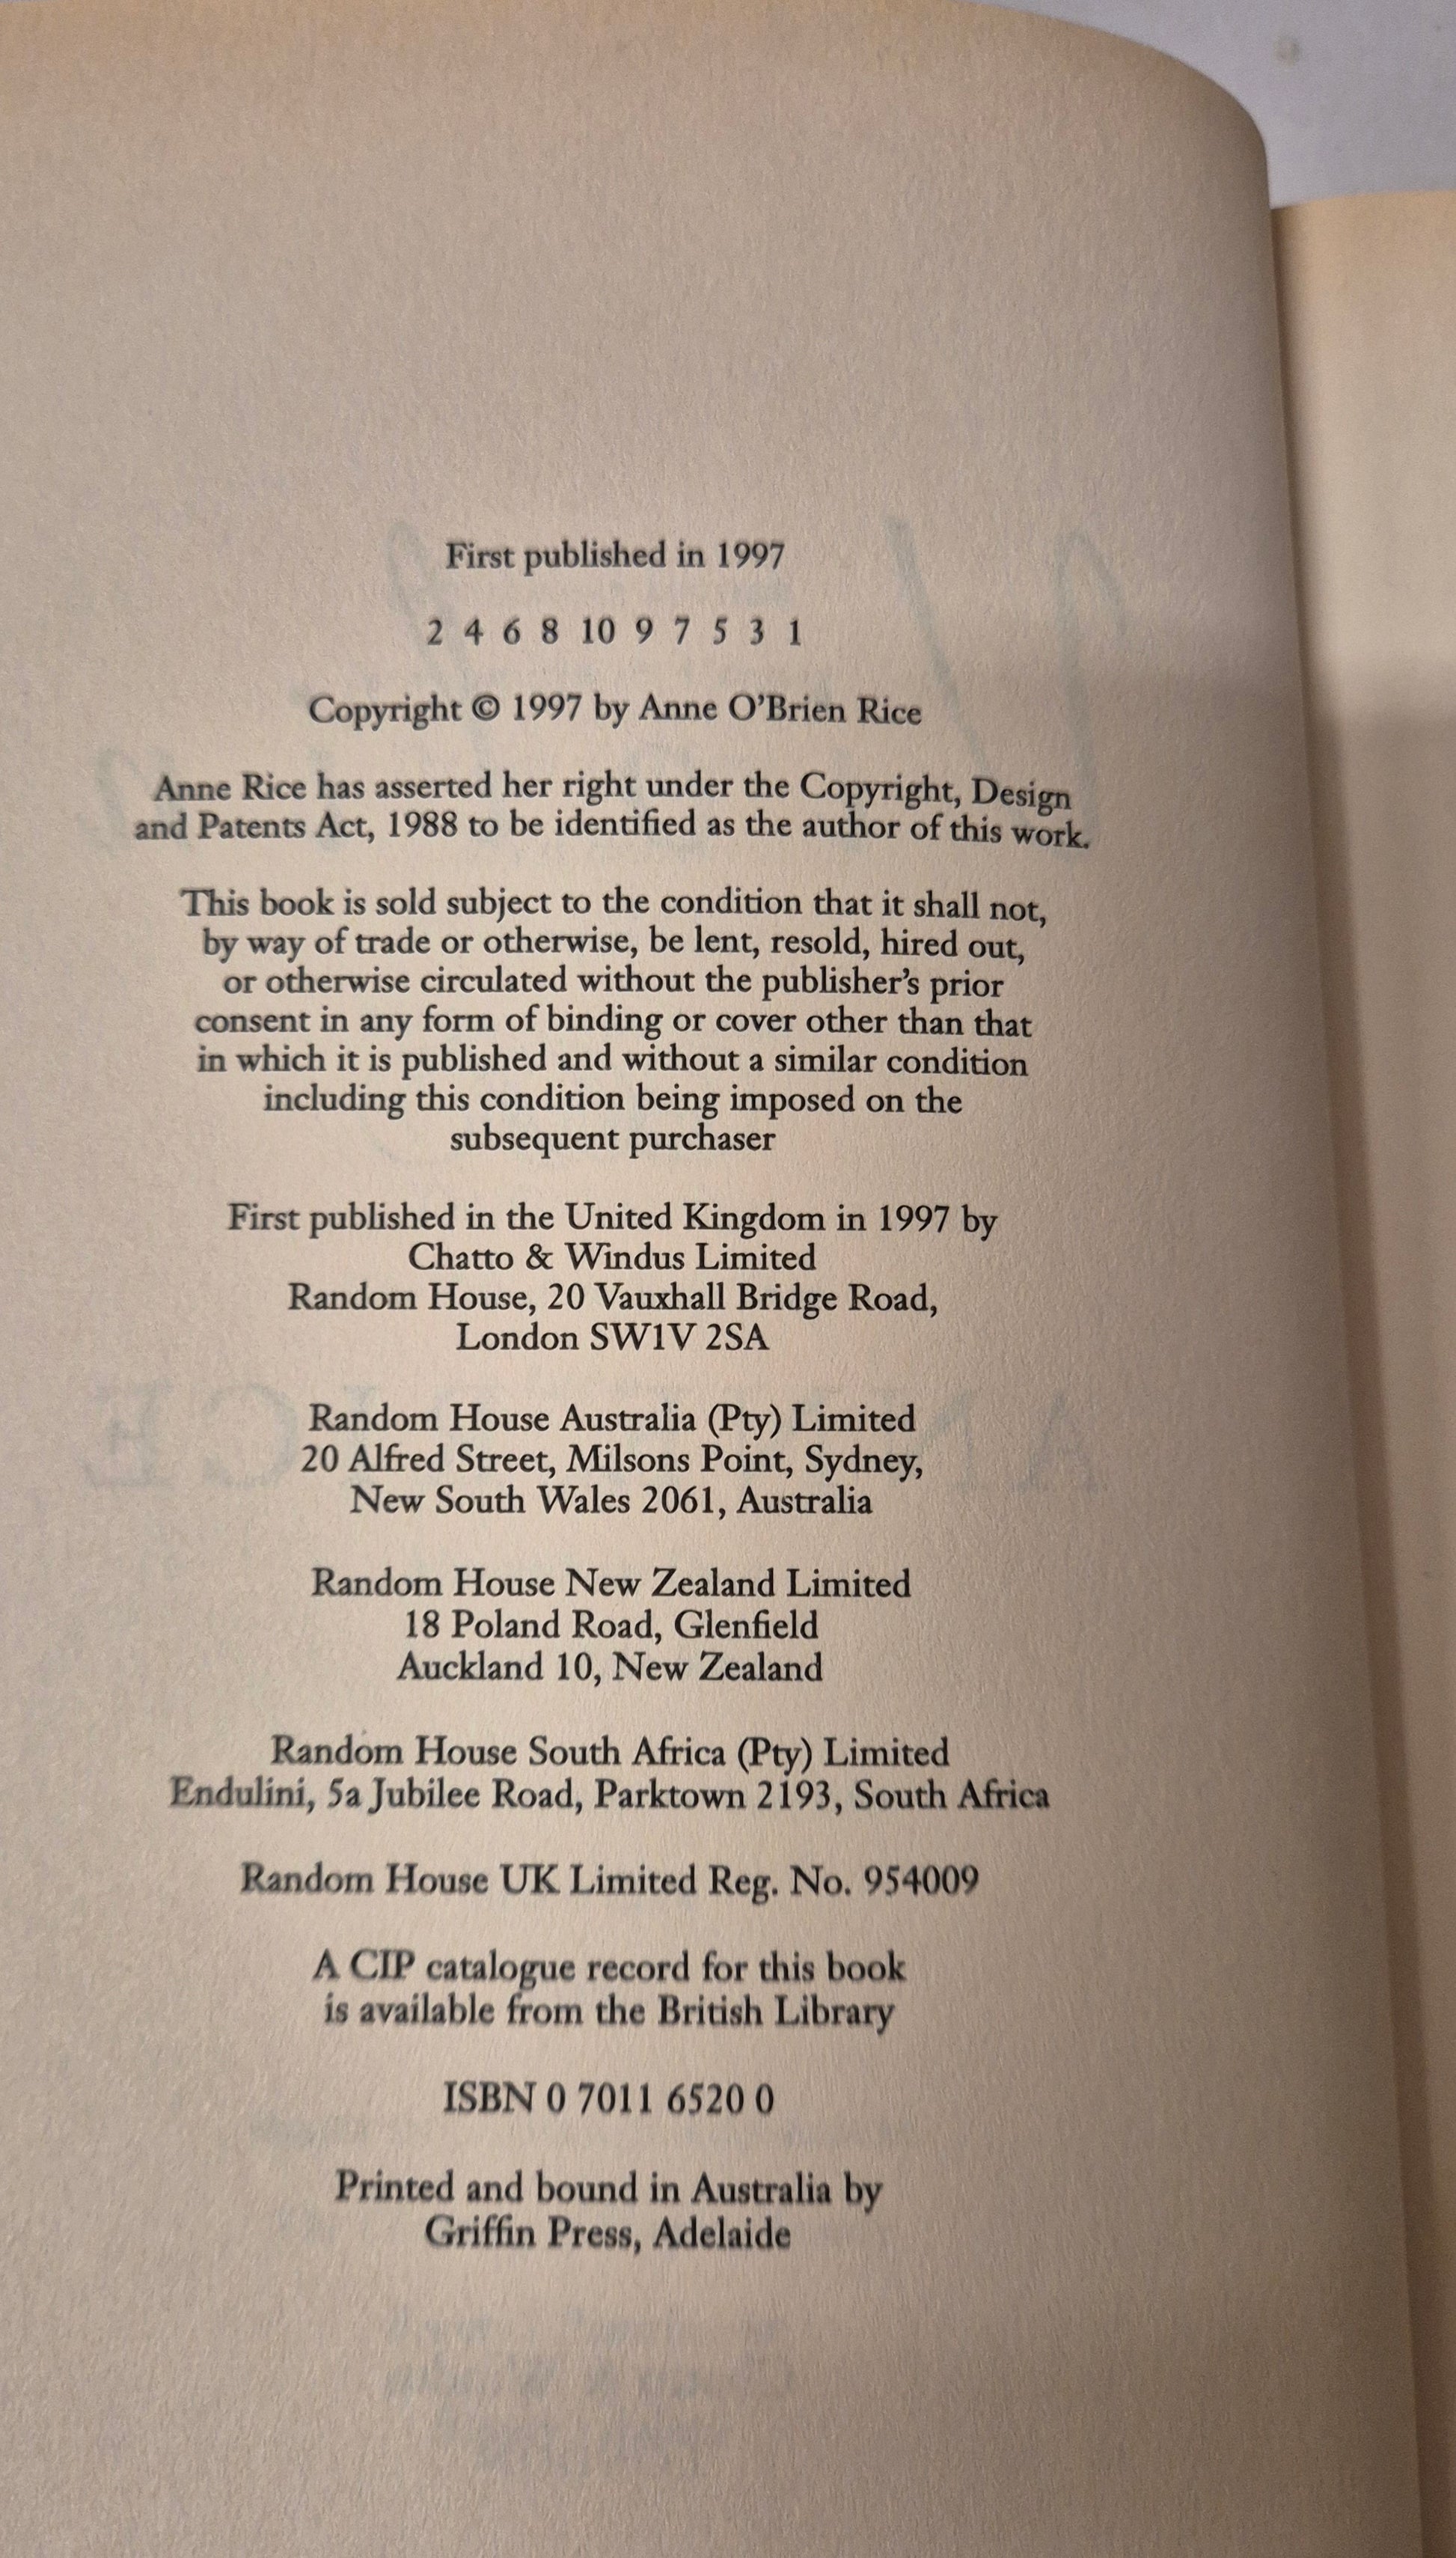 First published in 1997
2 4 6 8 10 9 7 5 3 1
Copyright © 1997 by Anne O'Brien Rice
Anne Rice has asserted her right under the Copyright, Design
and Patents Act, 1988 to be identified as the author of this work.
This book is sold subject to the condition that it shall not,
by way of trade or otherwise, be lent, resold, hired out,
or otherwise circulated without the publisher's prior
consent in any form of binding or cover other than that
in which it is published and without a similar condition
including this condition being imposed on the
subsequent purchaser
First published in the United Kingdom in 1997 by
Chatto & Windus Limited
Random House, 20 Vauxhall Bridge Road,
London SW1V 2SA
Random House Australia (Pty) Limited
20 Alfred Street, Milsons Point, Sydney,
New South Wales 2061, Australia
Random House New Zealand Limited
18 Poland Road, Glenfield
Auckland 10, New Zealand
Random House South Africa (Pty) Limited
Endulini, 5a Jubilee Road, Parktown 2193, South Africa
Random House UK Limited Reg. No. 954009
A CIP catalogue record for this book
is available from the British Library
ISBN 0 7011 6520 0
Printed and bound in Australia by
Griffin Press, Adelaide